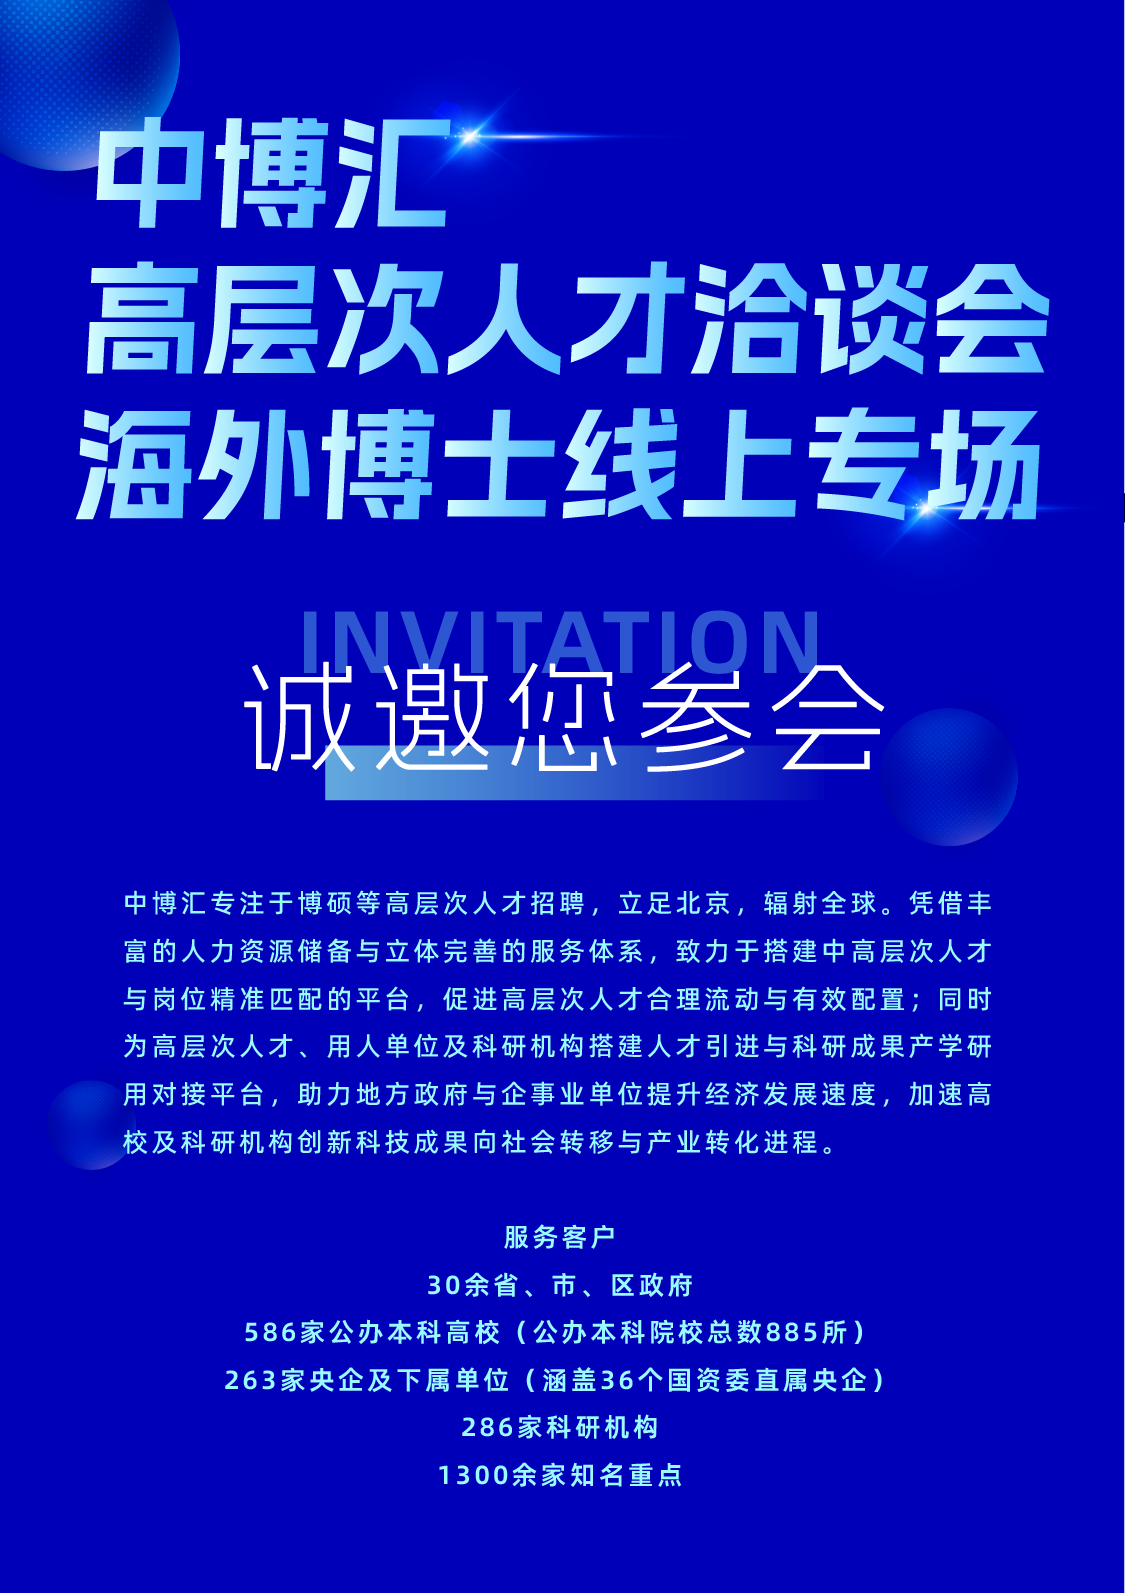 中博汇
高层次人才洽谈会
海外博士线上专场
INVITATION
诚邀您参会
中博汇专注于博硕等高层次人才招聘，立足北京，辐射全球。凭借丰
富的人力资源储备与立体完善的服务体系，致力于搭建中高层次人才
与岗位精准匹配的平台，促进高层次人才合理流动与有效配置；同时
为高层次人才、用人单位及科研机构搭建人才引进与科研成果产学研
用对接平台，助力地方政府与企事业单位提升经济发展速度，加速高
校及科研机构创新科技成果向社会转移与产业转化进程。
服务客户
30余省、市、区政府
586家公办本科高校（公办本科院校总数885所）
263家央企及下属单位（涵盖36个国资委直属央企）
286家科研机构
1300余家知名重点